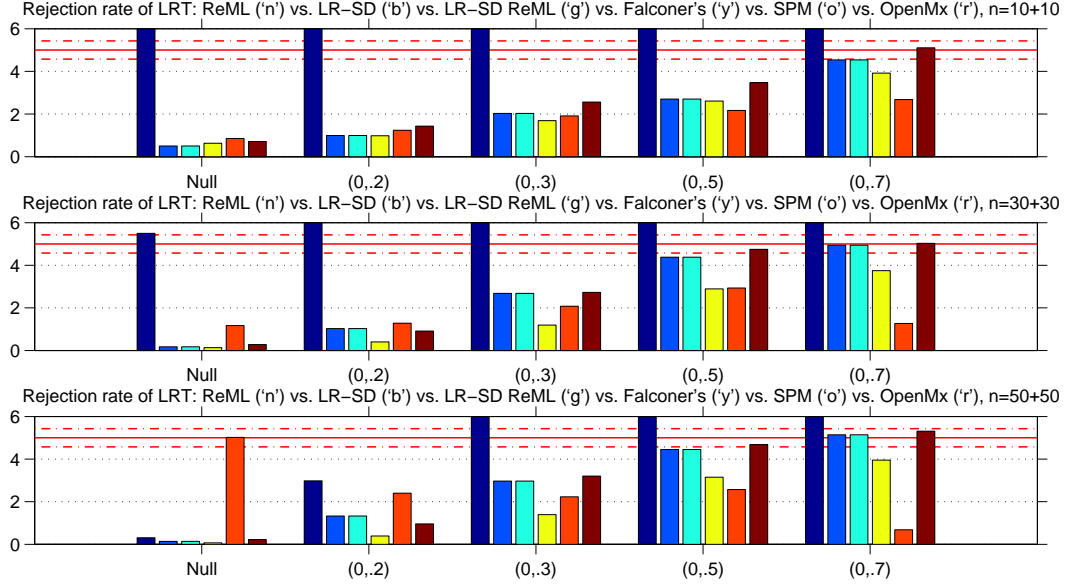 Rejection rate of LRT: ReML (‘n’) vs. LR−SD (‘b’) vs. LR−SD ReML (‘g’) vs. Falconer’s (‘y’) vs. SPM (‘o’) vs. OpenMx (‘r’), n=10+10
6
4
2
0
Null (0,.2) (0,.3) (0,.5) (0,.7)
Rejection rate of LRT: ReML (‘n’) vs. LR−SD (‘b’) vs. LR−SD ReML (‘g’) vs. Falconer’s (‘y’) vs. SPM (‘o’) vs. OpenMx (‘r’), n=30+30
6
4
2
0
Null (0,.2) (0,.3) (0,.5) (0,.7)
Rejection rate of LRT: ReML (‘n’) vs. LR−SD (‘b’) vs. LR−SD ReML (‘g’) vs. Falconer’s (‘y’) vs. SPM (‘o’) vs. OpenMx (‘r’), n=50+50
6
4
2
0
Null (0,.2) (0,.3) (0,.5) (0,.7)